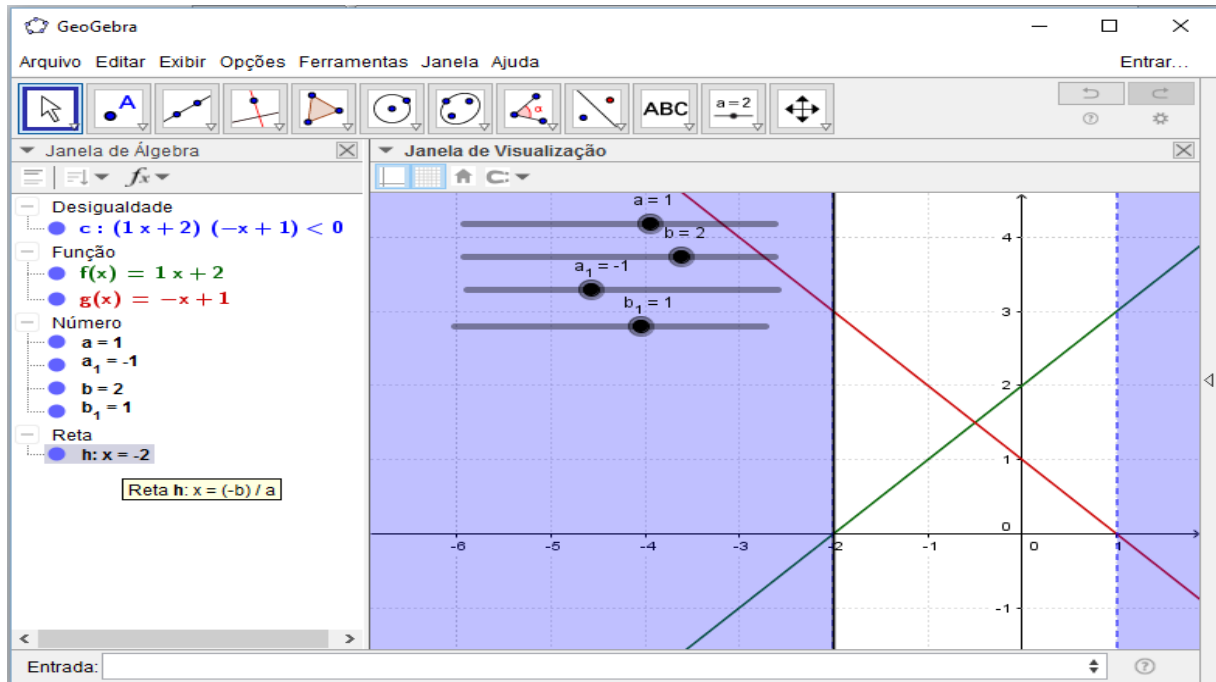 GeoGebra
Arquivo Editar Exibir Opções Ferramentas Janela Ajuda Entrar...
A α ABC a = 2
Janela de Álgebra
fx
Desigualdade
c : (1 x + 2) (-x + 1) < 0
Função
f(x) = 1 x + 2
g(x) = -x + 1
Número
a = 1
a₁ = -1
b = 2
b₁ = 1
Reta
h: x = -2
Reta h: x = (-b) / a
Janela de Visualização
a = 1
b = 2
a₁ = -1
b₁ = 1
4
3
2
1
0
-1
-6 -5 -4 -3 -2 -1 0 1
Entrada: